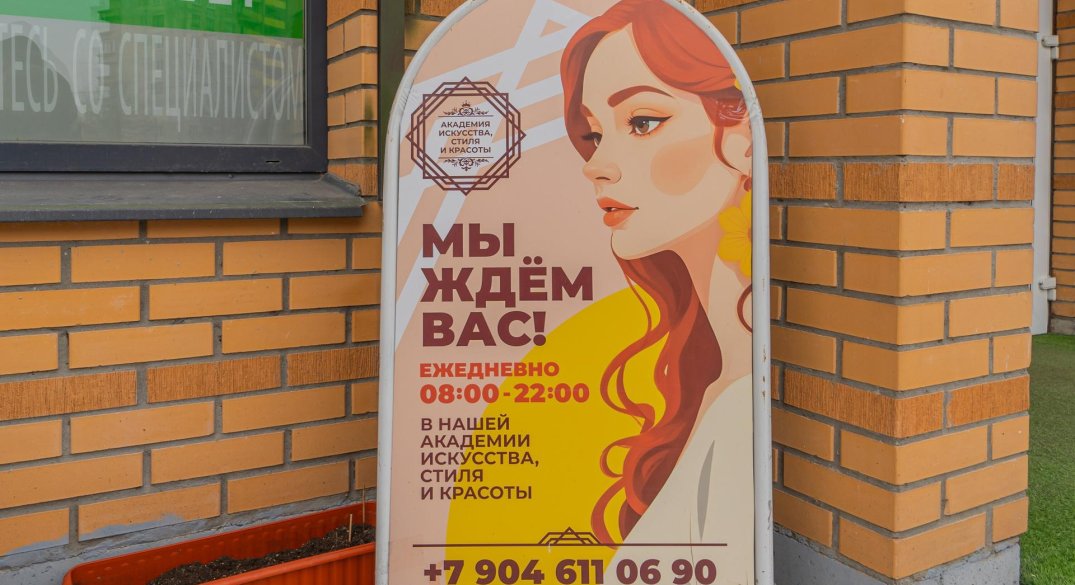 СО СПЕЦИАЛИСТОМ
АКАДЕМИЯ
ИСКУССТВА,
СТИЛЯ
И КРАСОТЫ
МЫ
ЖДЁМ
ВАС!
ЕЖЕДНЕВНО
08:00 - 22:00
В НАШЕЙ
АКАДЕМИИ
ИСКУССТВА,
СТИЛЯ
И КРАСОТЫ
+7 904 611 06 90